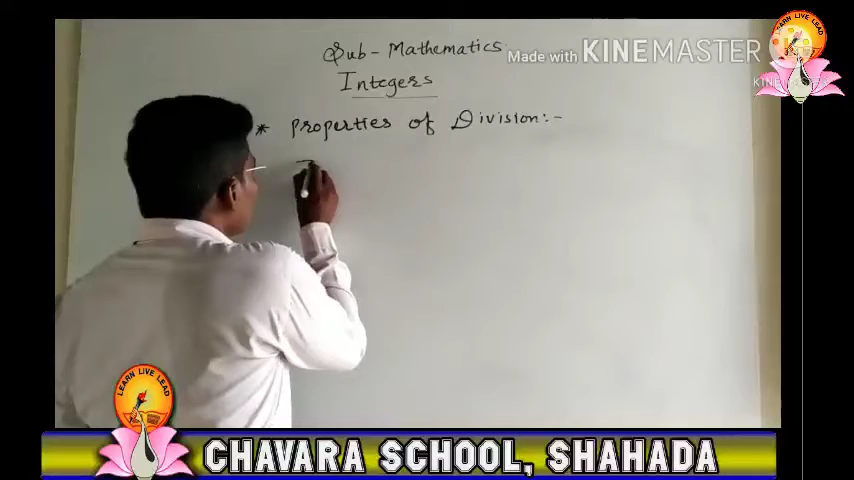 Sub - Mathematics
Made with KINEMASTER
Integers
* Properties of Division:-
LEARN LIVE LEAD
LEARN LIVE LEAD
CHAVARA SCHOOL, SHAHADA